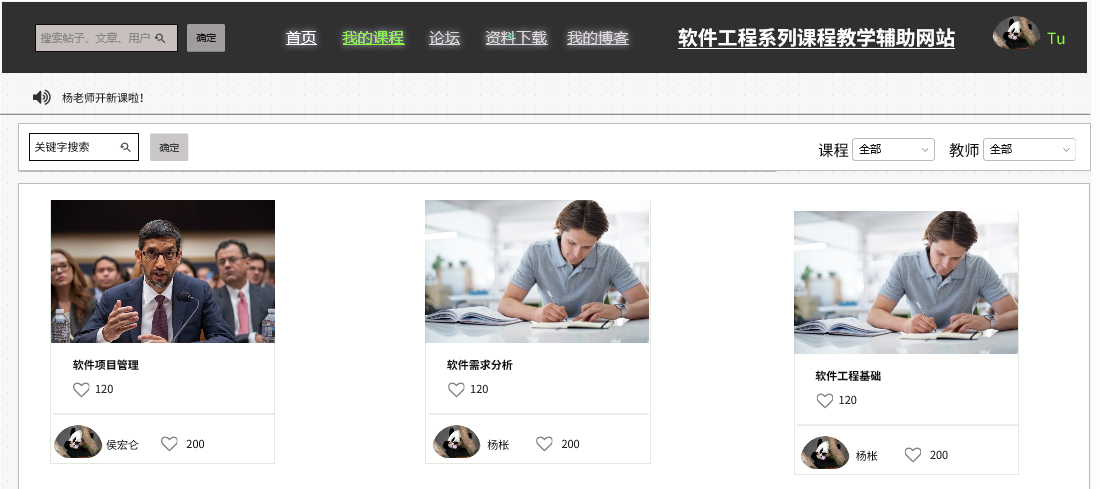 搜索帖子、文章、用户
确定
首页
我的课程
论坛
资料下载
我的博客
软件工程系列课程教学辅助网站
Tu
杨老师开新课啦!
关键字搜索
确定
课程
全部
教师
全部
软件项目管理
120
侯宏仑
200
软件需求分析
120
杨枨
200
软件工程基础
120
杨枨
200